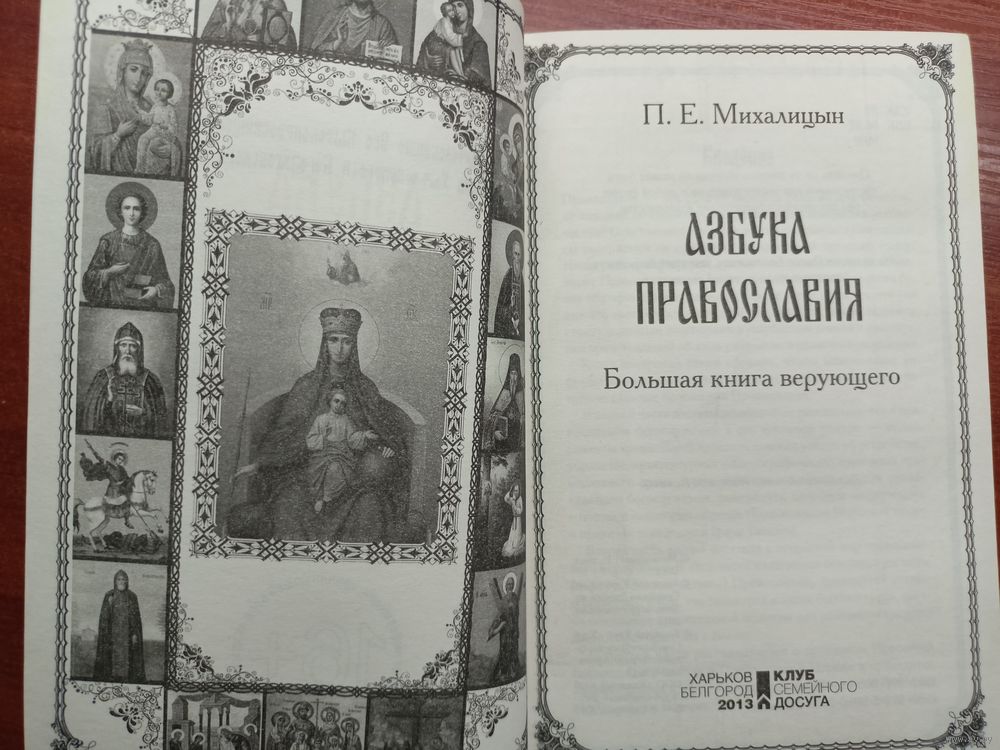 П. Е. Михалицын
АЗБУКА
ПРАВОСЛАВИЯ
Большая книга верующего
ХАРЬКОВ
БЕЛГОРОД
2013
КЛУБ
СЕМЕЙНОГО
ДОСУГА